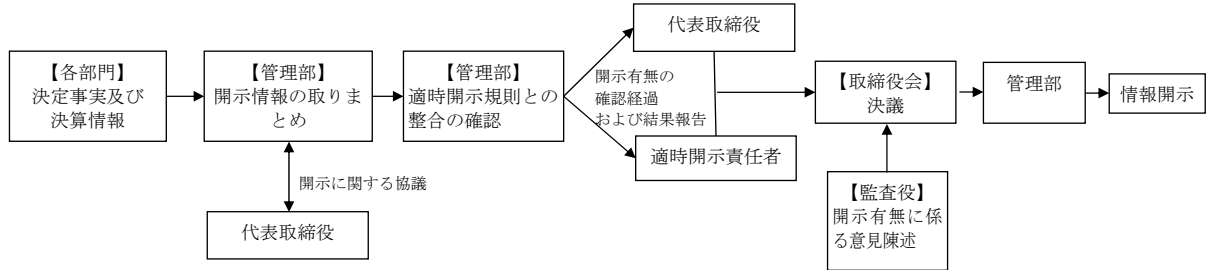 【各部門】
決定事実及び
決算情報
【管理部】
開示情報の取りま
とめ
開示に関する協議
代表取締役
【管理部】
適時開示規則との
整合の確認
代表取締役
開示有無の
確認経過
および結果報告
適時開示責任者
【取締役会】
決議
【監査役】
開示有無に係
る意見陳述
管理部
情報開示